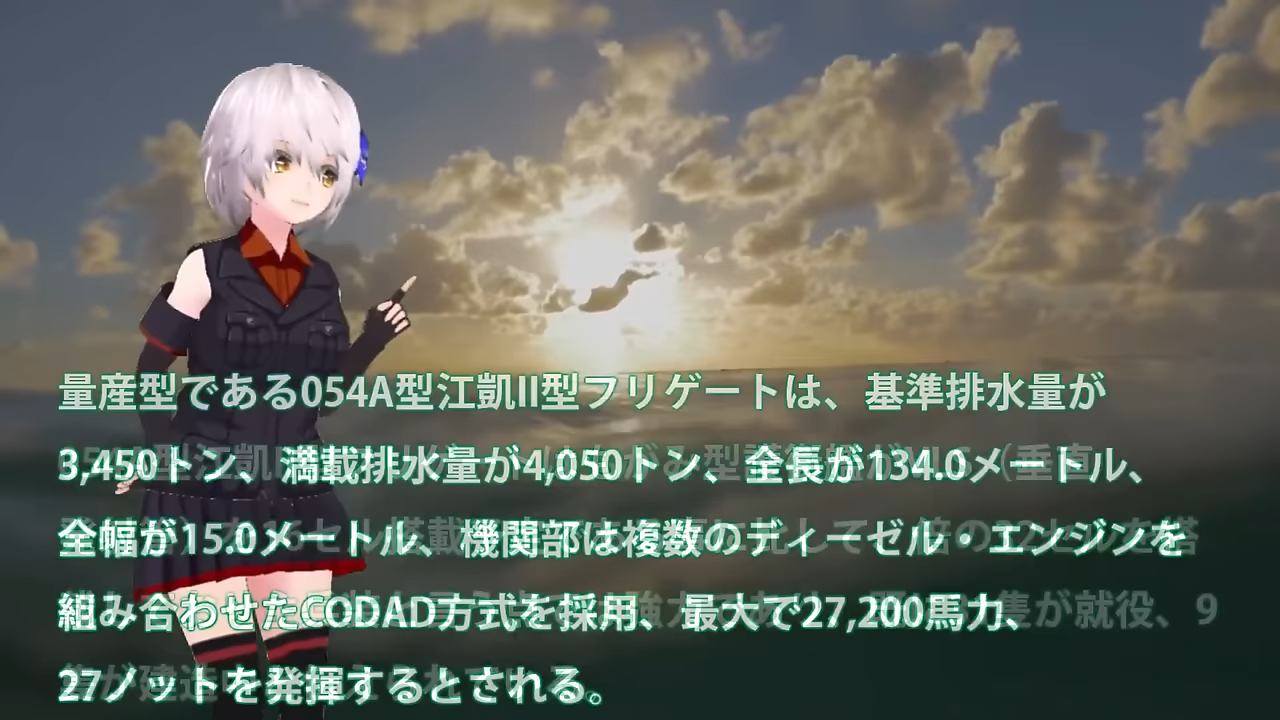 量産型である054A型江凱II型フリゲートは、基準排水量が
3,450トン、満載排水量が4,050トン、全長が134.0メートル、
全幅が15.0メートル、機関部は複数のディーゼル・エンジンを
組み合わせたCODAD方式を採用、最大で27,200馬力、
27ノットを発揮するとされる。